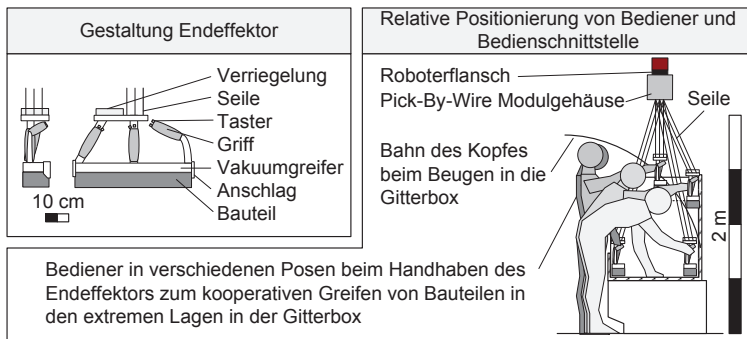 Gestaltung Endeffektor
Verriegelung
Seile
Taster
Griff
Vakuumgreifer
Anschlag
Bauteil
10 cm
Relative Positionierung von Bediener und
Bedienschnittstelle
Roboterflansch
Pick-By-Wire Modulgehäuse
Seile
Bahn des Kopfes
beim Beugen in die
Gitterbox
2 m
Bediener in verschiedenen Posen beim Handhaben des
Endeffektors zum kooperativen Greifen von Bauteilen in
den extremen Lagen in der Gitterbox